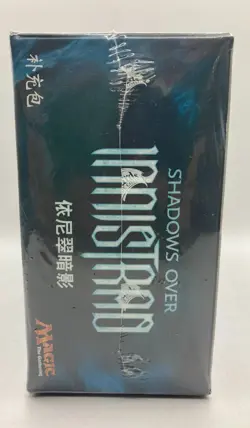 SHADOWS OVER
INNISTRAD
依尼翠暗影
补充包
MAGIC
The Gathering